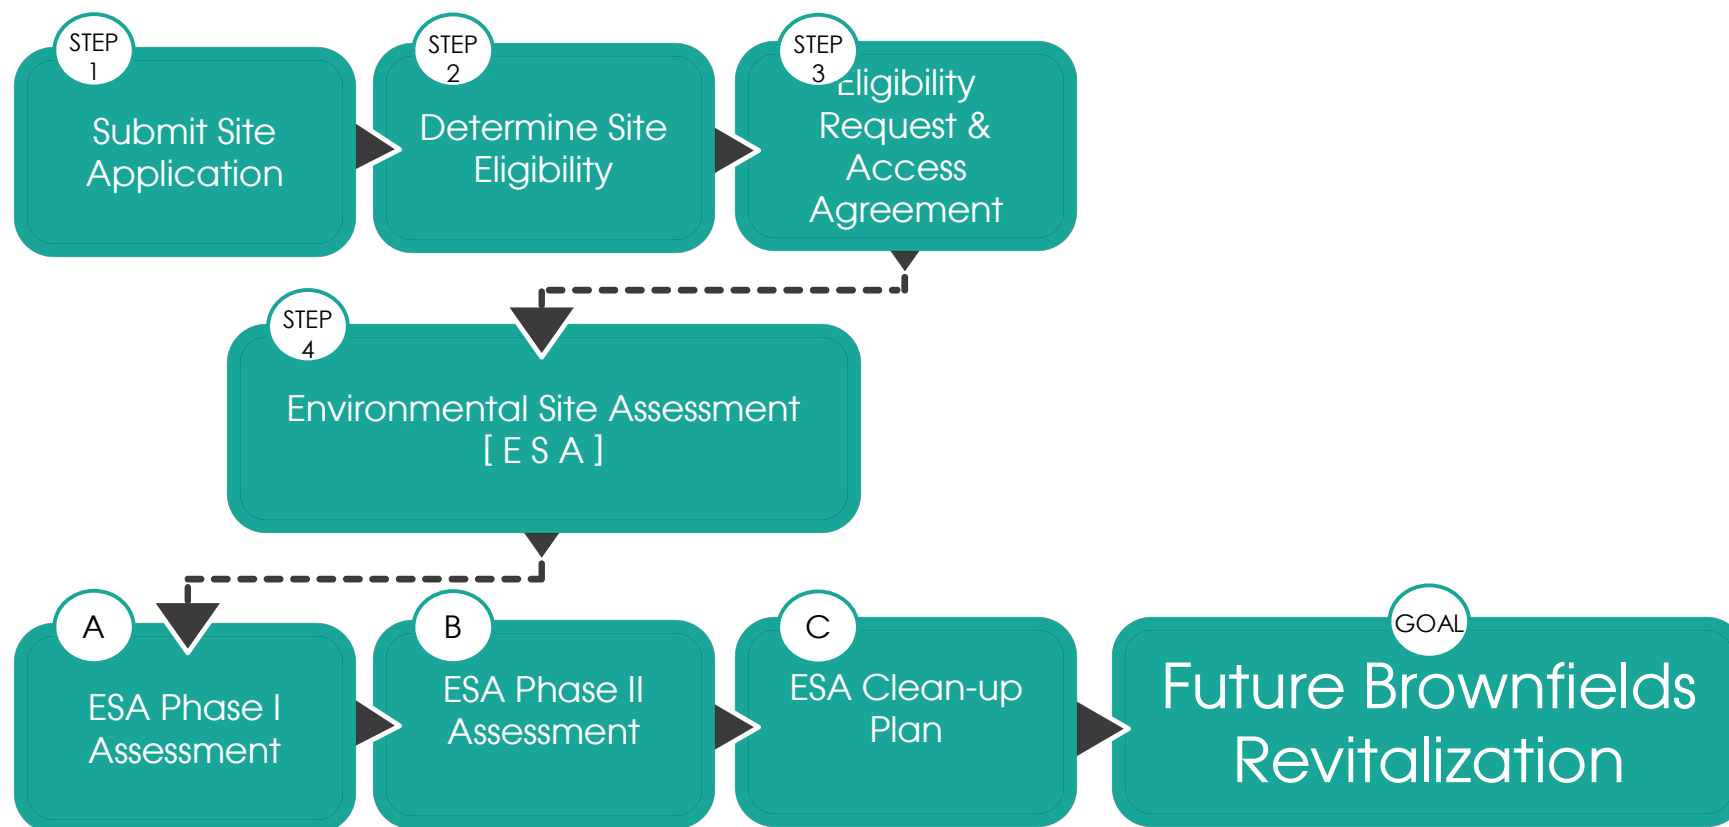 STEP
1
Submit Site
Application
STEP
2
Determine Site
Eligibility
STEP
3
Eligibility
Request &
Access
Agreement
STEP
4
Environmental Site Assessment
[ E S A ]
A
ESA Phase I
Assessment
B
ESA Phase II
Assessment
C
ESA Clean-up
Plan
GOAL
Future Brownfields
Revitalization